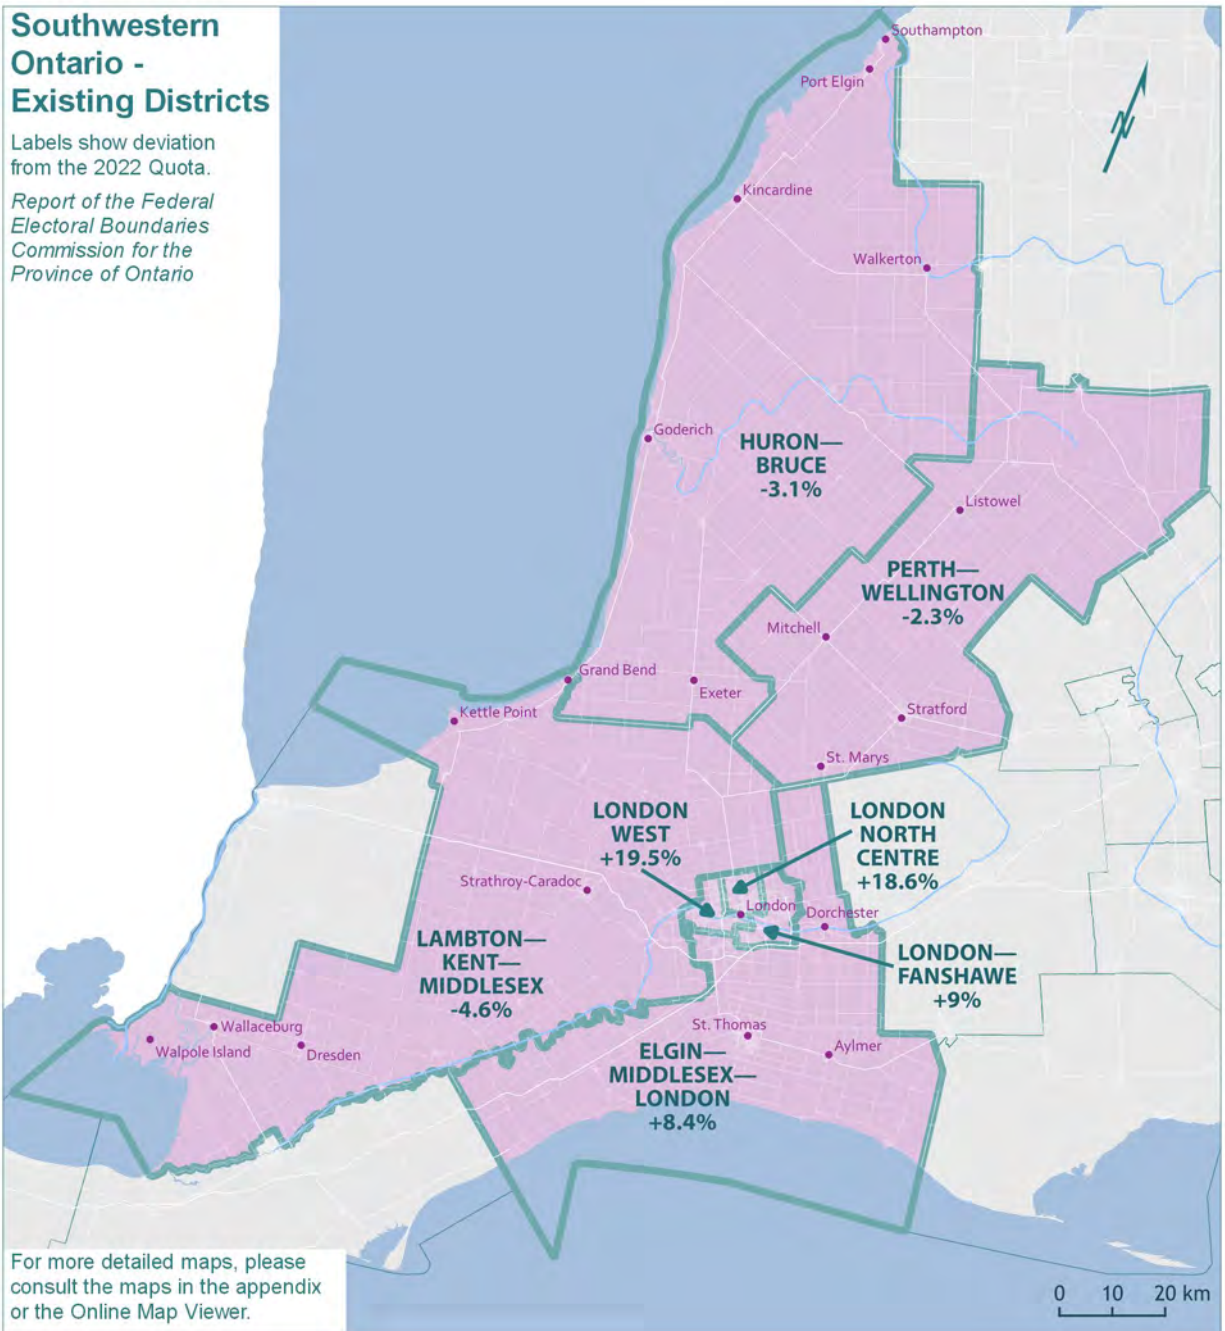 Southwestern
Ontario -
Existing Districts
Labels show deviation
from the 2022 Quota.
Report of the Federal
Electoral Boundaries
Commission for the
Province of Ontario
Southampton
Port Elgin
N
Kincardine
Walkerton
Goderich
HURON—
BRUCE
-3.1%
Listowel
PERTH—
WELLINGTON
-2.3%
Mitchell
Grand Bend
Exeter
Kettle Point
Stratford
St. Marys
LONDON
WEST
+19.5%
LONDON
NORTH
CENTRE
+18.6%
Strathroy-Caradoc
London
Dorchester
LAMBTON—
KENT—
MIDDLESEX
-4.6%
LONDON—
FANSHAWE
+9%
Wallaceburg
Walpole Island
Dresden
St. Thomas
Aylmer
ELGIN—
MIDDLESEX—
LONDON
+8.4%
For more detailed maps, please
consult the maps in the appendix
or the Online Map Viewer.
0 10 20 km